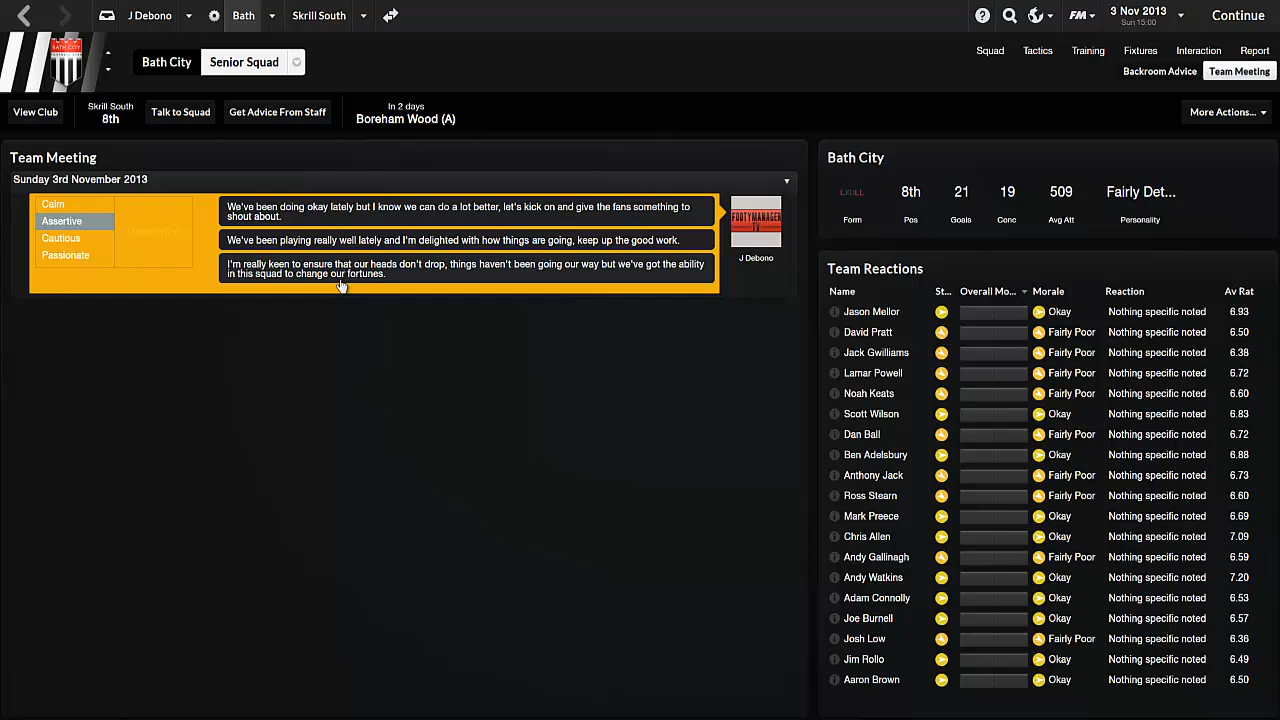 J Debono
Bath
Skrill South
FM
3 Nov 2013
Sun 15:00
Continue
BATH CITY
Bath City
Senior Squad
Squad Tactics Training Fixtures Interaction Report
Backroom Advice Team Meeting
View Club
Skrill South
8th
Talk to Squad
Get Advice From Staff
In 2 days
Boreham Wood (A)
More Actions...
Team Meeting
Sunday 3rd November 2013
Calm
Assertive
Cautious
Passionate
We've been doing okay lately but I know we can do a lot better, let's kick on and give the fans something to
shout about.
We've been playing really well lately and I'm delighted with how things are going, keep up the good work.
I'm really keen to ensure that our heads don't drop, things haven't been going our way but we've got the ability
in this squad to change our fortunes.
FOOTYMANAGER
TV
J Debono
Bath City
LXDLL 8th 21 19 509 Fairly Det...
Form Pos Goals Conc Avg Att Personality
Team Reactions
Name St... Overall Mo... Morale Reaction Av Rat
Jason Mellor Okay Nothing specific noted 6.93
David Pratt Fairly Poor Nothing specific noted 6.50
Jack Gwilliams Fairly Poor Nothing specific noted 6.38
Lamar Powell Fairly Poor Nothing specific noted 6.72
Noah Keats Fairly Poor Nothing specific noted 6.60
Scott Wilson Okay Nothing specific noted 6.83
Dan Ball Fairly Poor Nothing specific noted 6.72
Ben Adelsbury Okay Nothing specific noted 6.88
Anthony Jack Fairly Poor Nothing specific noted 6.73
Ross Stearn Fairly Poor Nothing specific noted 6.60
Mark Preece Okay Nothing specific noted 6.69
Chris Allen Okay Nothing specific noted 7.09
Andy Gallinagh Fairly Poor Nothing specific noted 6.59
Andy Watkins Okay Nothing specific noted 7.20
Adam Connolly Okay Nothing specific noted 6.53
Joe Burnell Okay Nothing specific noted 6.57
Josh Low Fairly Poor Nothing specific noted 6.36
Jim Rollo Okay Nothing specific noted 6.49
Aaron Brown Okay Nothing specific noted 6.50